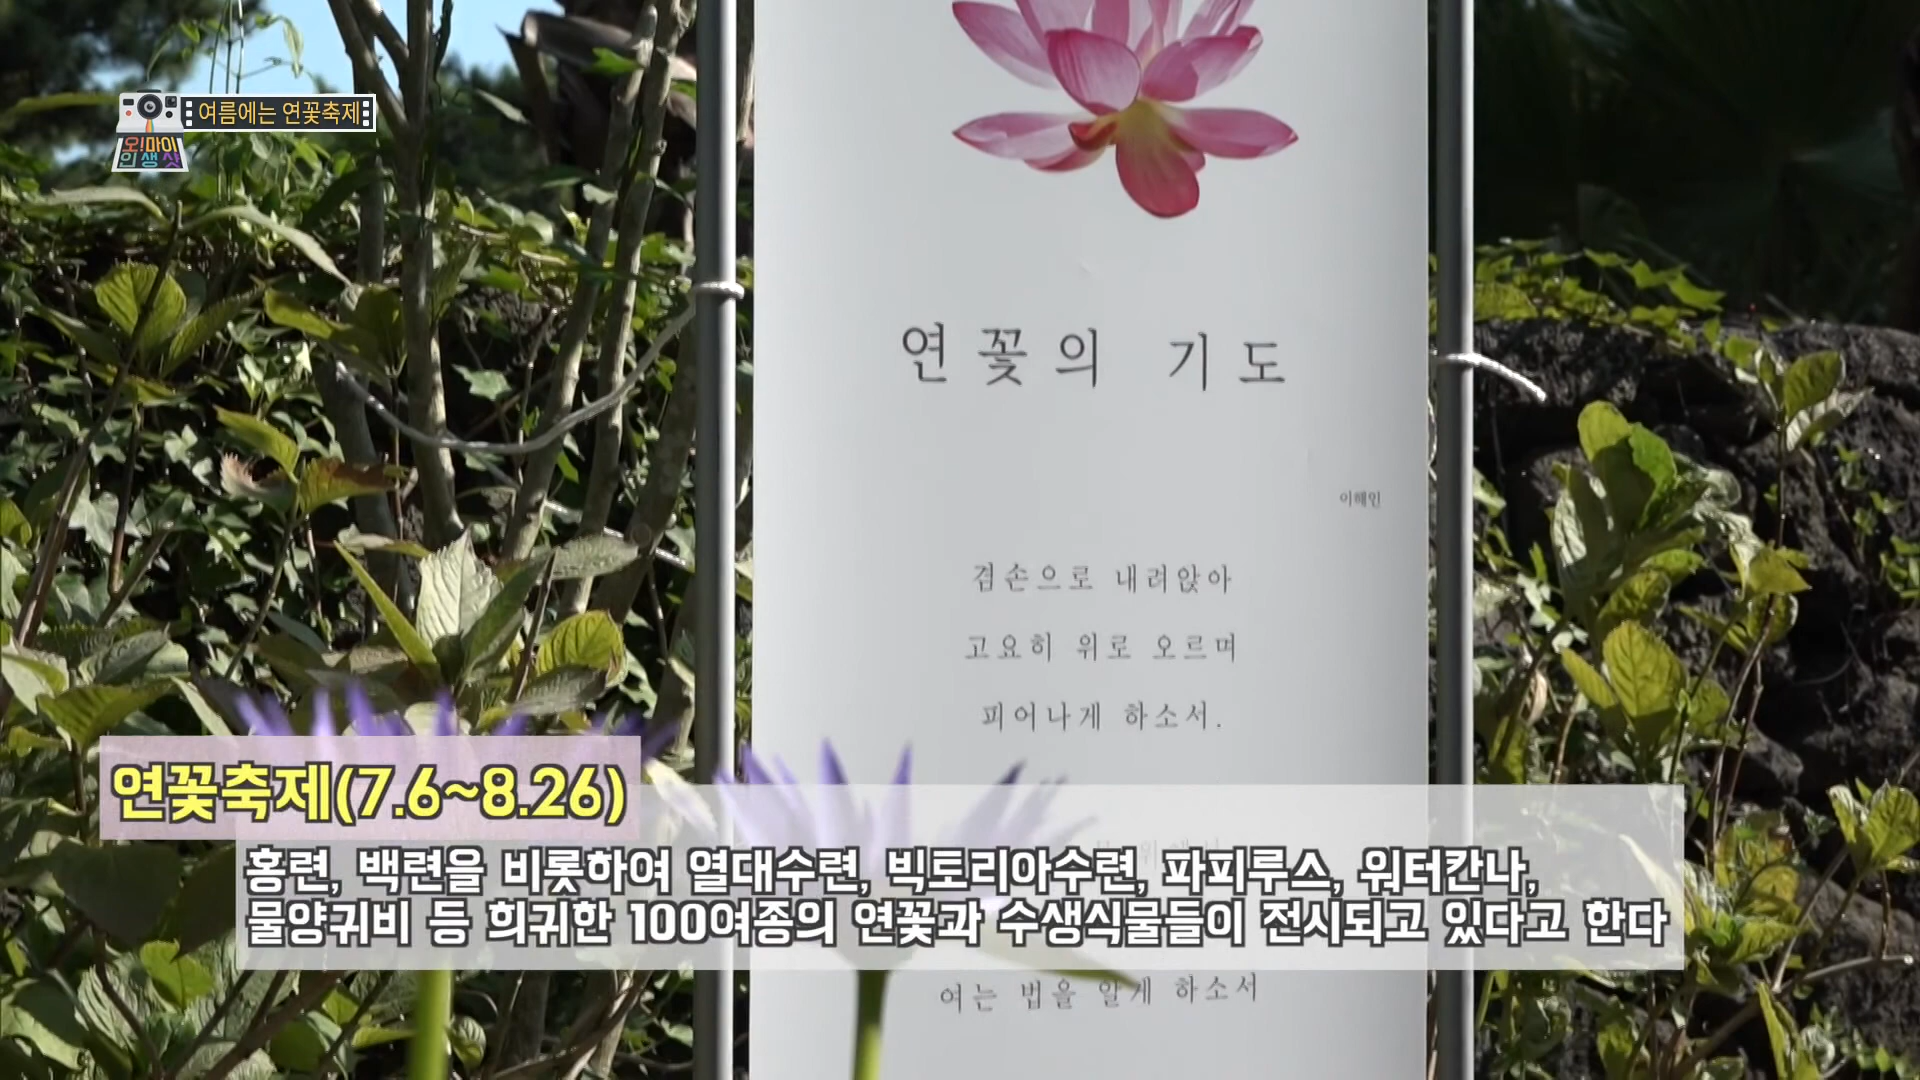 여름에는 연꽃축제
오!마이
인생샷
연꽃의 기도
이해인
겸손으로 내려앉아
고요히 위로 오르며
피어나게 하소서.
연꽃축제(7.6~8.26)
홍련, 백련을 비롯하여 열대수련, 빅토리아수련, 파피루스, 워터칸나,
물양귀비 등 희귀한 100여종의 연꽃과 수생식물들이 전시되고 있다고 한다
여는 법을 알게 하소서